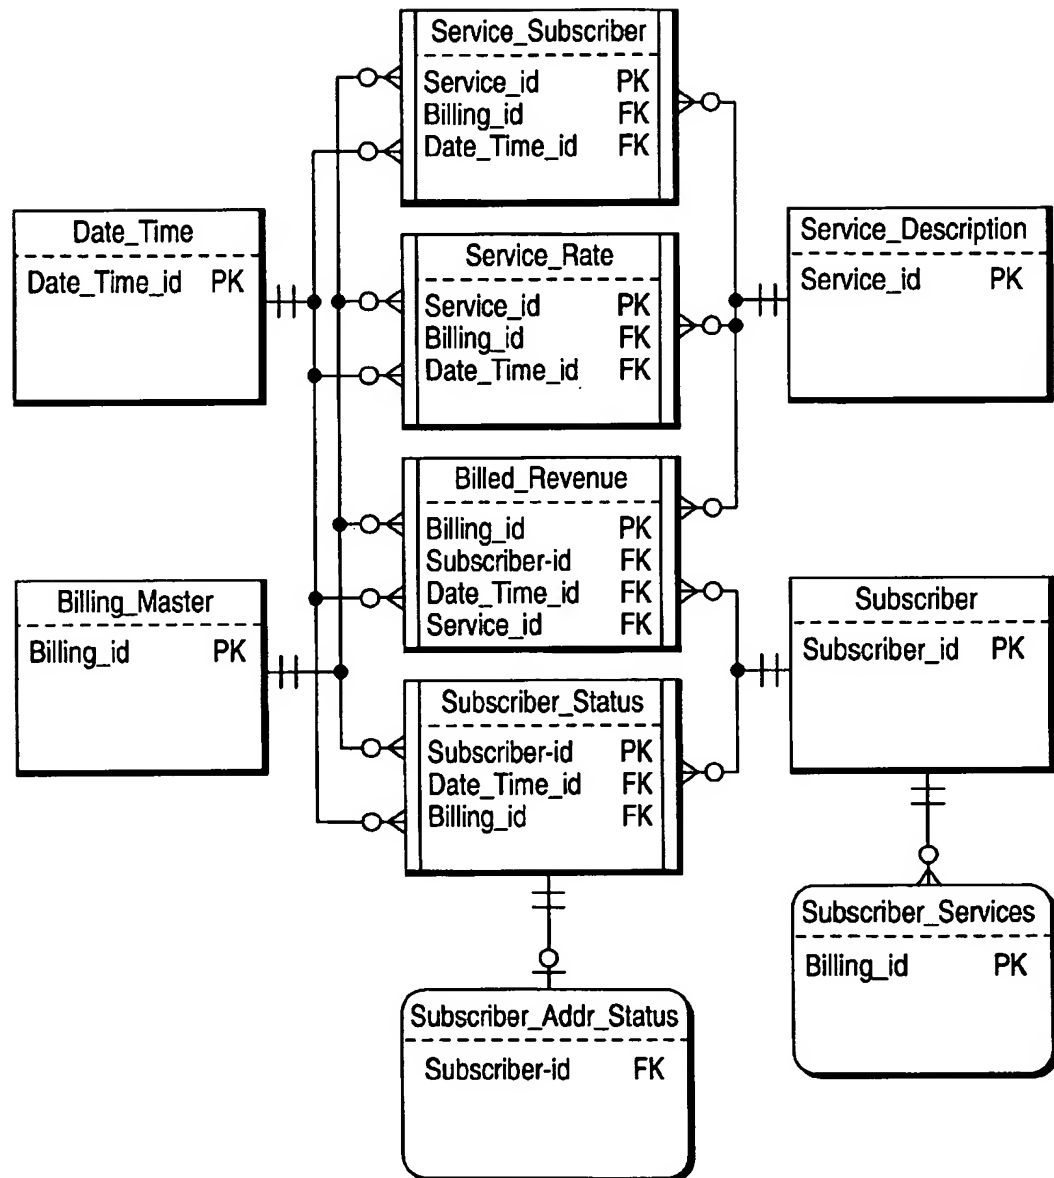 Service_Subscriber
Service_id PK
Billing_id FK
Date_Time_id FK
Date_Time
Date_Time_id PK
Service_Rate
Service_id PK
Billing_id FK
Date_Time_id FK
Service_Description
Service_id PK
Billed_Revenue
Billing_id PK
Subscriber-id FK
Date_Time_id FK
Service_id FK
Billing_Master
Billing_id PK
Subscriber
Subscriber_id PK
Subscriber_Status
Subscriber-id PK
Date_Time_id FK
Billing_id FK
Subscriber_Services
Billing_id PK
Subscriber_Addr_Status
Subscriber-id FK